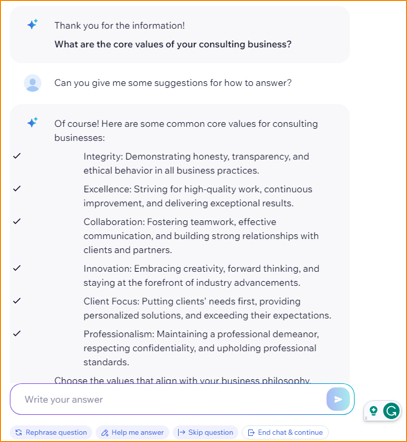 Thank you for the information!
What are the core values of your consulting business?
Can you give me some suggestions for how to answer?
Of course! Here are some common core values for consulting
businesses:
Integrity: Demonstrating honesty, transparency, and
ethical behavior in all business practices.
Excellence: Striving for high-quality work, continuous
improvement, and delivering exceptional results.
Collaboration: Fostering teamwork, effective
communication, and building strong relationships with
clients and partners.
Innovation: Embracing creativity, forward thinking, and
staying at the forefront of industry advancements.
Client Focus: Putting clients' needs first, providing
personalized solutions, and exceeding their expectations.
Professionalism: Maintaining a professional demeanor,
respecting confidentiality, and upholding professional
standards.
Choose the values that align with your business philosophy,
Write your answer
Rephrase question
Help me answer
Skip question
End chat & continue